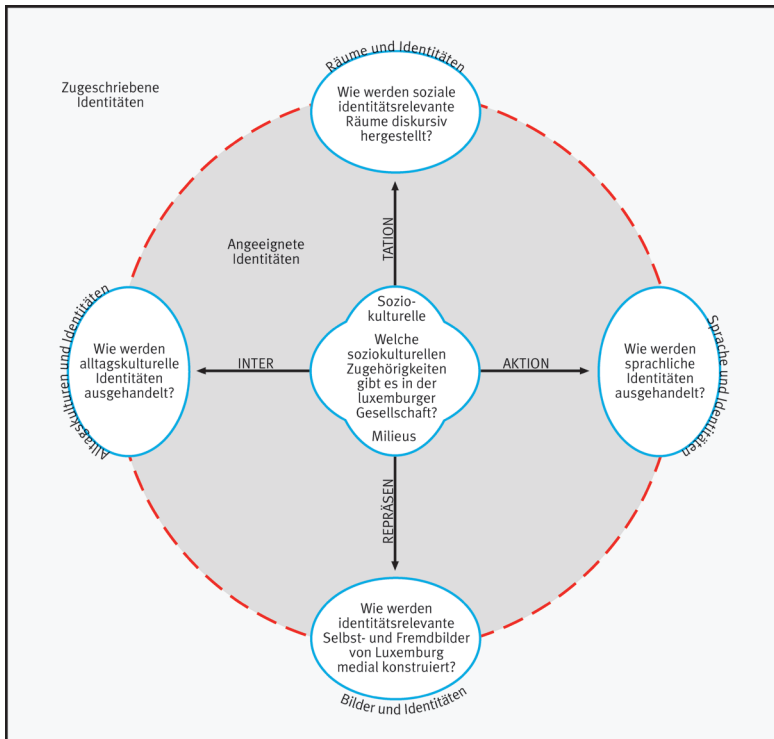 Räume und Identitäten
Zugeschriebene
Identitäten
Wie werden soziale
identitätsrelevante
Räume diskursiv
hergestellt?
Angeeignete
Identitäten
TATION
Alltagskulturen und Identitäten
Wie werden
alltagskulturelle
Identitäten
ausgehandelt?
INTER
Sozio-
kulturelle
Welche
soziokulturellen
Zugehörigkeiten
gibt es in der
luxemburger
Gesellschaft?
Milieus
AKTION
Wie werden
sprachliche
Identitäten
ausgehandelt?
Sprache und Identitäten
REPRÄSEN
Wie werden
identitätsrelevante
Selbst- und Fremdbilder
von Luxemburg
medial konstruiert?
Bilder und Identitäten